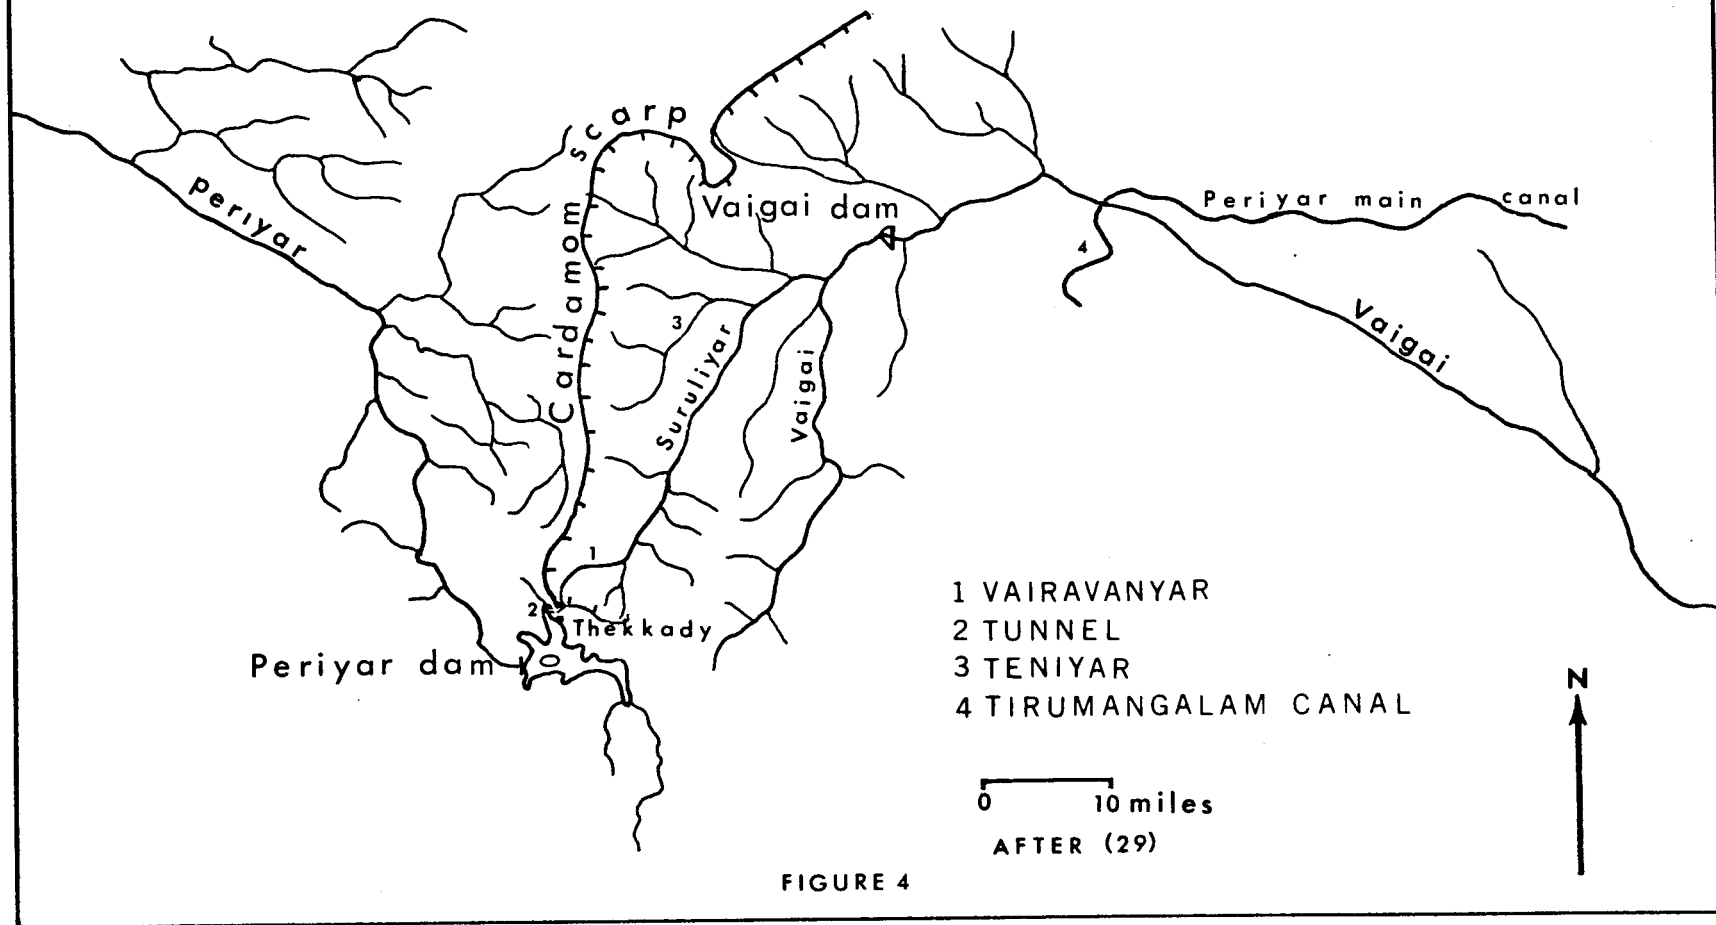 Cardamom scarp
Periyar
Vaigai dam
Periyar main canal
4
Vaigai
3
Suruliyar
Vaigai
1
2
Thekkady
Periyar dam
1 VAIRAVANYAR
2 TUNNEL
3 TENIYAR
4 TIRUMANGALAM CANAL
N
0 10 miles
AFTER (29)
FIGURE 4